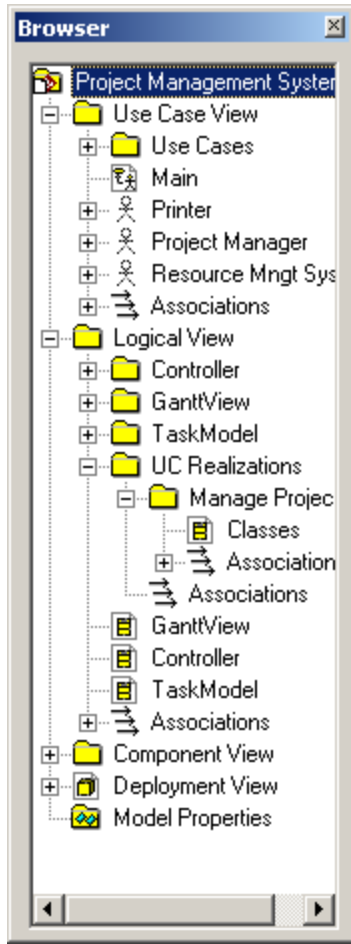 Browser
Project Management Syster
Use Case View
Use Cases
Main
Printer
Project Manager
Resource Mngt Sys
Associations
Logical View
Controller
GanttView
TaskModel
UC Realizations
Manage Projec
Classes
Association
Associations
GanttView
Controller
TaskModel
Associations
Component View
Deployment View
Model Properties